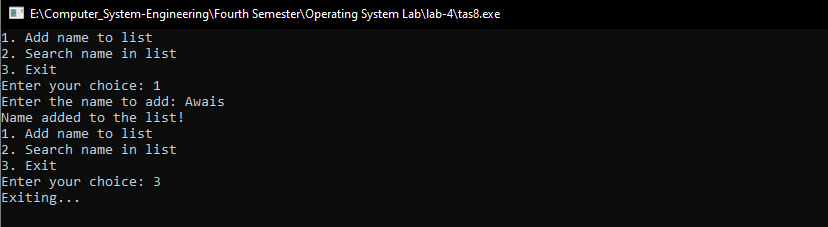 E:\Computer_System-Engineering\Fourth Semester\Operating System Lab\lab-4\tas8.exe
1. Add name to list
2. Search name in list
3. Exit
Enter your choice: 1
Enter the name to add: Awais
Name added to the list!
1. Add name to list
2. Search name in list
3. Exit
Enter your choice: 3
Exiting...